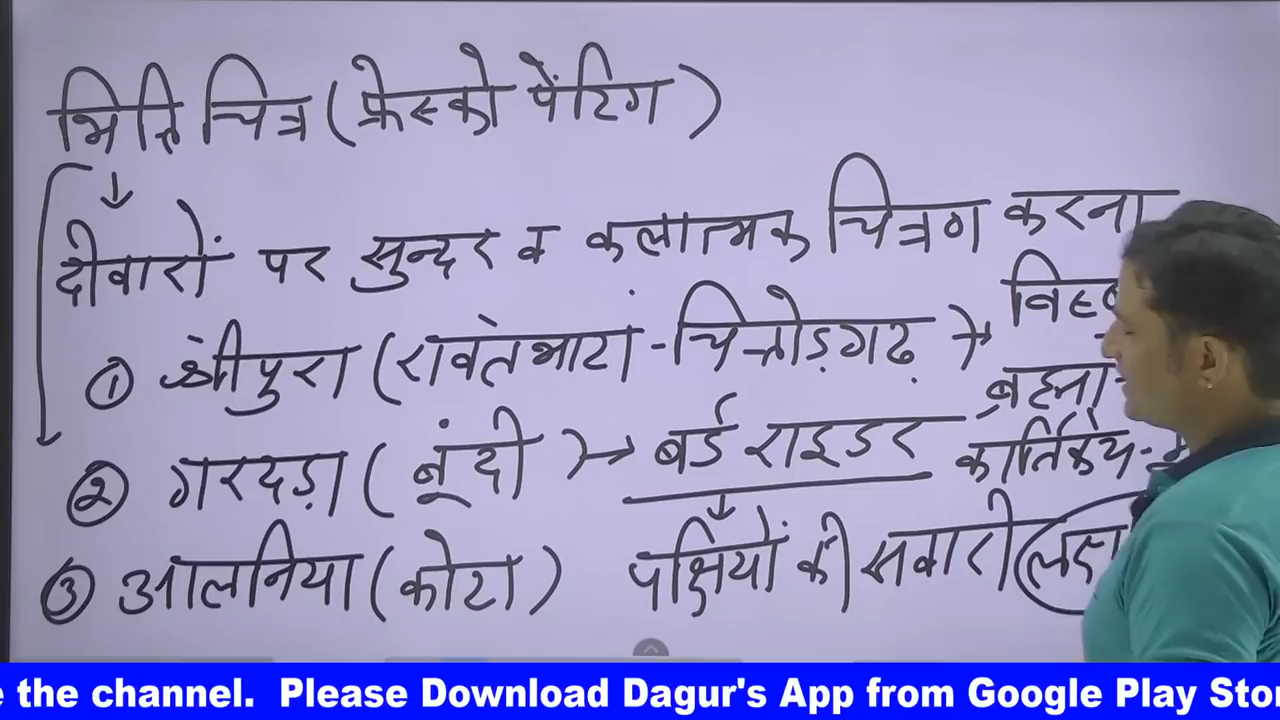 भित्ति चित्र (फ्रेस्को पेंटिंग)
↓
दीवारों पर सुन्दर व कलात्मक चित्रण करना
① श्रीपुरा (रावतभाटा - चित्तौड़गढ़) →
② गरदड़ा (बूंदी) → बर्ड राइडर
ब्रह्मा-
कार्तिकेय-
③ आलनिया (कोटा) पक्षियों की सवारी
e the channel. Please Download Dagur's App from Google Play Stor